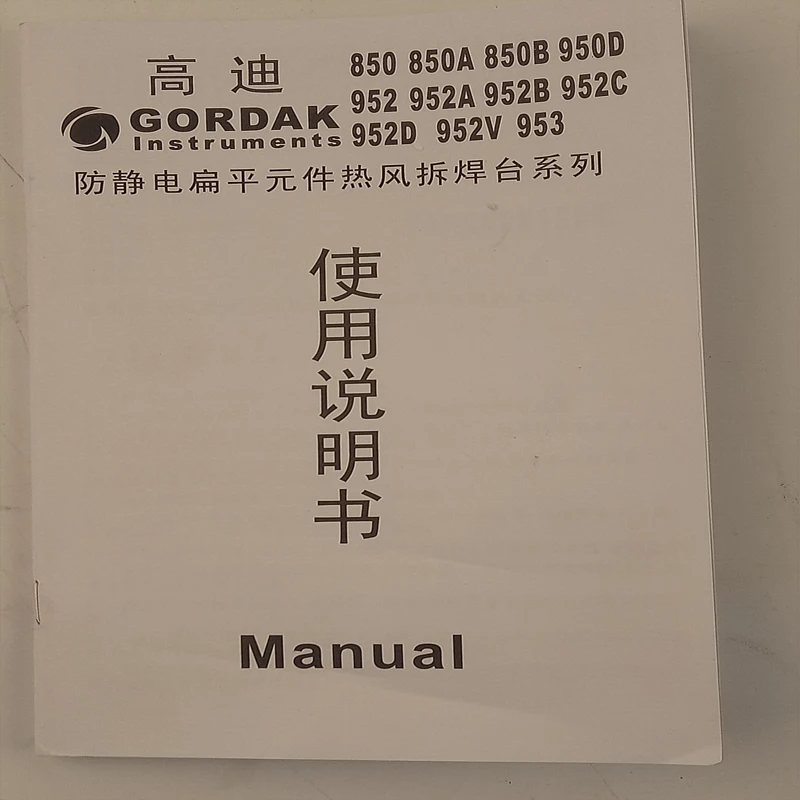 高迪
GORDAK
Instruments
850 850A 850B 950D
952 952A 952B 952C
952D 952V 953
防静电扁平元件热风拆焊台系列
使用说明书
Manual